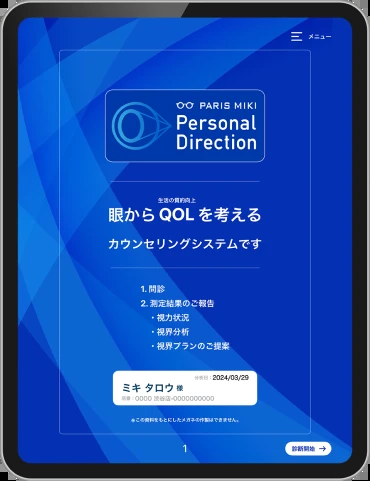 メニュー
PARIS MIKI
Personal
Direction
生活の質的向上
眼からQOLを考える
カウンセリングシステムです
1. 問診
2. 測定結果のご報告
・視力状況
・視界分析
・視界プランのご提案
2024/03/29
ミキ タロウ 様
0000 渋谷店-0000000000
※この資料をもとにしたメガネの作製はできません。
1
診断開始 →